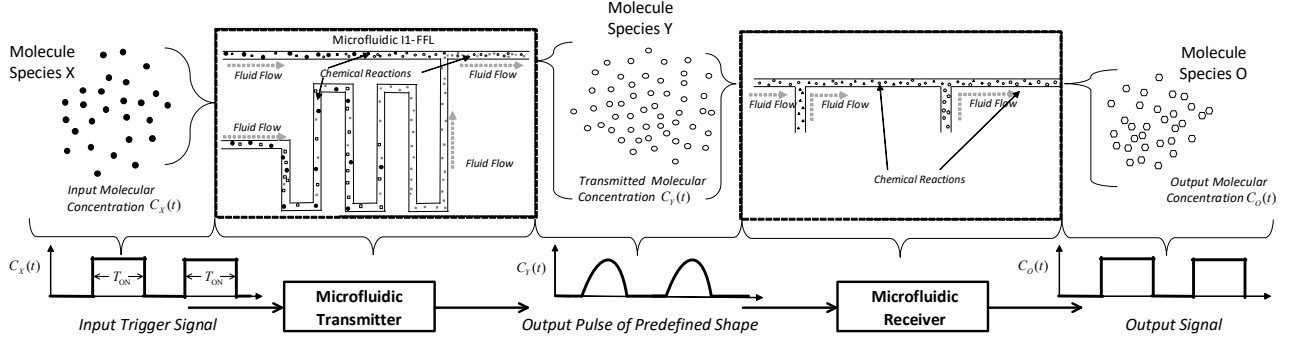 Molecule
Species X
Input Molecular
Concentration C_X(t)
Microfluidic I1-FFL
Chemical Reactions
Fluid Flow
Fluid Flow
Fluid Flow
Fluid Flow
Molecule
Species Y
Transmitted Molecular
Concentration C_Y(t)
Fluid Flow
Fluid Flow
Fluid Flow
Chemical Reactions
Molecule
Species O
Output Molecular
Concentration C_O(t)
C_X(t)
T_ON
T_ON
Input Trigger Signal
Microfluidic
Transmitter
C_Y(t)
Output Pulse of Predefined Shape
Microfluidic
Receiver
C_O(t)
Output Signal